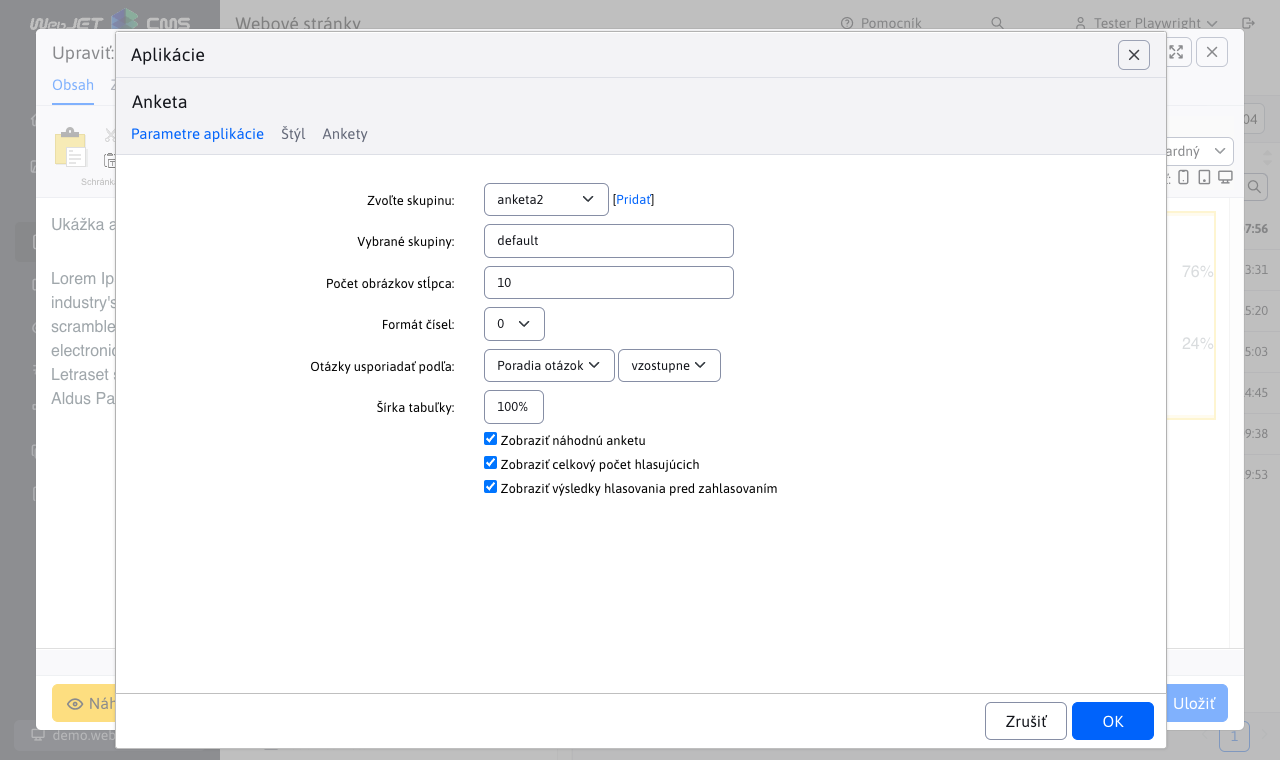 WebJET CMS
Webové stránky
Pomocník
Tester Playwright
Upraviť:
Aplikácie
Obsah
Anketa
Parametre aplikácie Štýl Ankety
04
ardný
Schránka
Zvoľte skupinu: anketa2 [Pridať]
Vybrané skupiny: default
Počet obrázkov stĺpca: 10
Formát čísel: 0
Otázky usporiadať podľa: Poradia otázok vzostupne
Šírka tabuľky: 100%
Zobraziť náhodnú anketu
Zobraziť celkový počet hlasujúcich
Zobraziť výsledky hlasovania pred zahlasovaním
Ukážka a
Lorem Ip
industry's
scramble
electronic
Letraset s
Aldus Pa
76%
24%
7:56
3:31
5:20
5:03
4:45
9:38
9:53
Náh
Uložiť
Zrušiť OK
demo.web
1